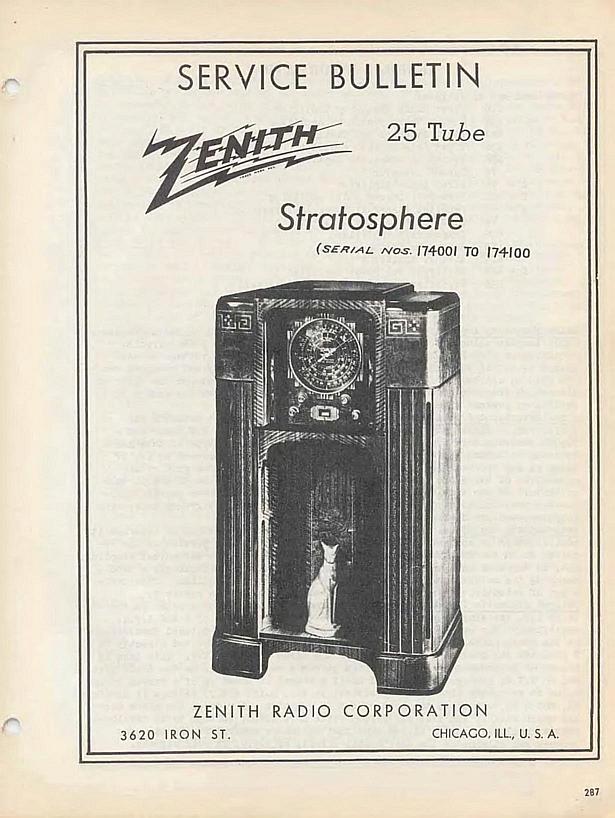 SERVICE BULLETIN
ZENITH
25 Tube
Stratosphere
(SERIAL NOS. 174001 TO 174100
ZENITH RADIO CORPORATION
3620 IRON ST.
CHICAGO, ILL., U. S. A.
287